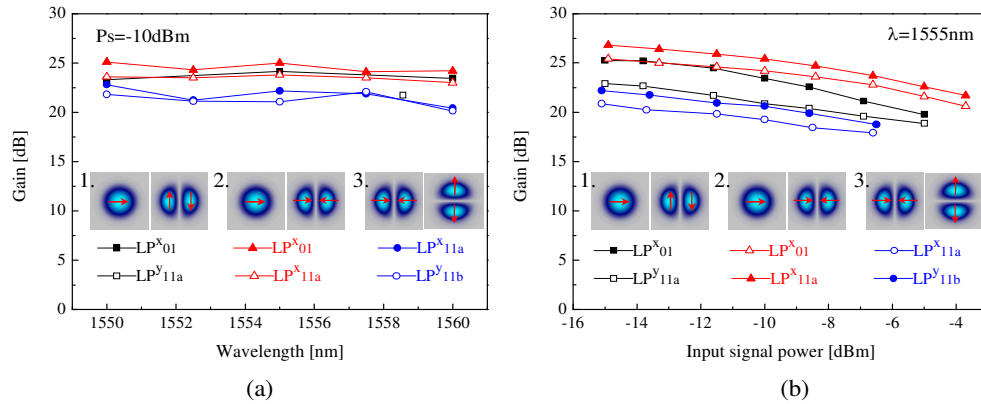 30
25
20
15
10
5
0
Gain [dB]
Ps=-10dBm
1. 2. 3.
LPx01 LPx01 LPx11a
LPy11a LPx11a LPy11b
1550 1552 1554 1556 1558 1560
Wavelength [nm]
(a)
30
25
20
15
10
5
0
Gain [dB]
λ=1555nm
1. 2. 3.
LPx01 LPx01 LPx11a
LPy11a LPx11a LPy11b
-16 -14 -12 -10 -8 -6 -4
Input signal power [dBm]
(b)